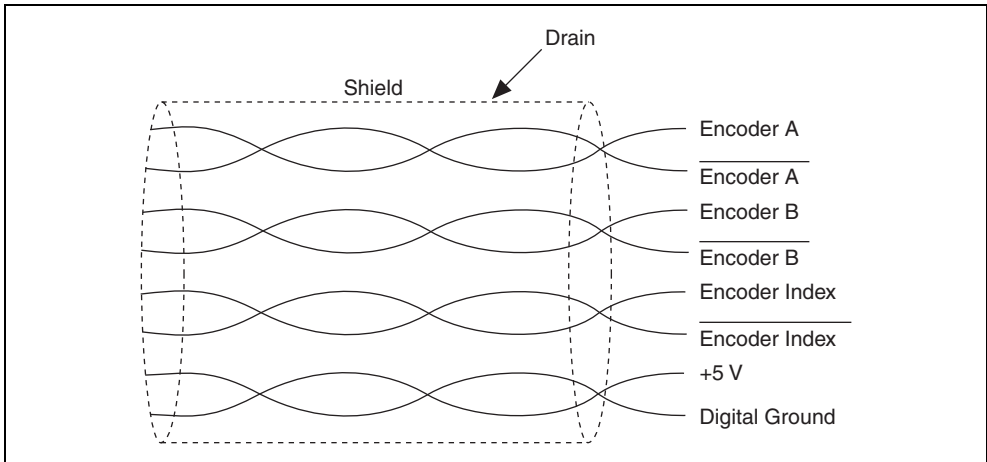 Drain
Shield
Encoder A
Encoder A
Encoder B
Encoder B
Encoder Index
Encoder Index
+5 V
Digital Ground